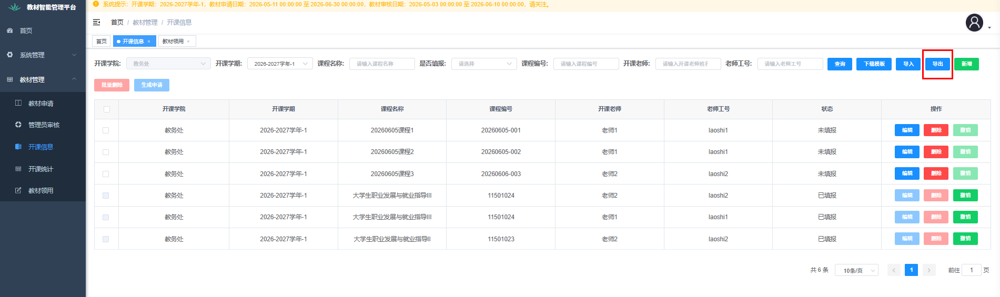 教材智能管理平台
系统提示：开课学期：2026-2027学年-1，教材申请日期：2026-05-11 00:00:00 至 2026-06-30 00:00:00，教材审核日期：2026-05-03 00:00:00 至 2026-06-10 00:00:00，请关注。
首页 / 教材管理 / 开课信息
首页 开课信息 × 教材领用 ×
首页
系统管理
教材管理
教材申请
管理员审核
开课信息
开课统计
教材领用
开课学院: 教务处 开课学期: 2026-2027学年-1 课程名称: 请输入课程名称 是否填报: 请选择 课程编号: 请输入课程编号 开课老师: 请输入开课老师姓名 老师工号: 请输入老师工号 查询 下载模板 导入 导出 新增
批量删除 生成申请
开课学院 开课学期 课程名称 课程编号 开课老师 老师工号 状态 操作
教务处 2026-2027学年-1 20260605课程1 20260605-001 老师1 laoshi1 未填报 编辑 删除 撤销
教务处 2026-2027学年-1 20260605课程2 20260605-002 老师1 laoshi1 未填报 编辑 删除 撤销
教务处 2026-2027学年-1 20260605课程3 20260606-003 老师2 laoshi2 未填报 编辑 删除 撤销
教务处 2026-2027学年-1 大学生职业发展与就业指导III 11501024 老师2 laoshi2 已填报 编辑 删除 撤销
教务处 2026-2027学年-1 大学生职业发展与就业指导III 11501024 老师1 laoshi1 已填报 编辑 删除 撤销
教务处 2026-2027学年-1 大学生职业发展与就业指导II 11501023 老师2 laoshi2 已填报 编辑 删除 撤销
共 6 条 10条/页 1 前往 1 页